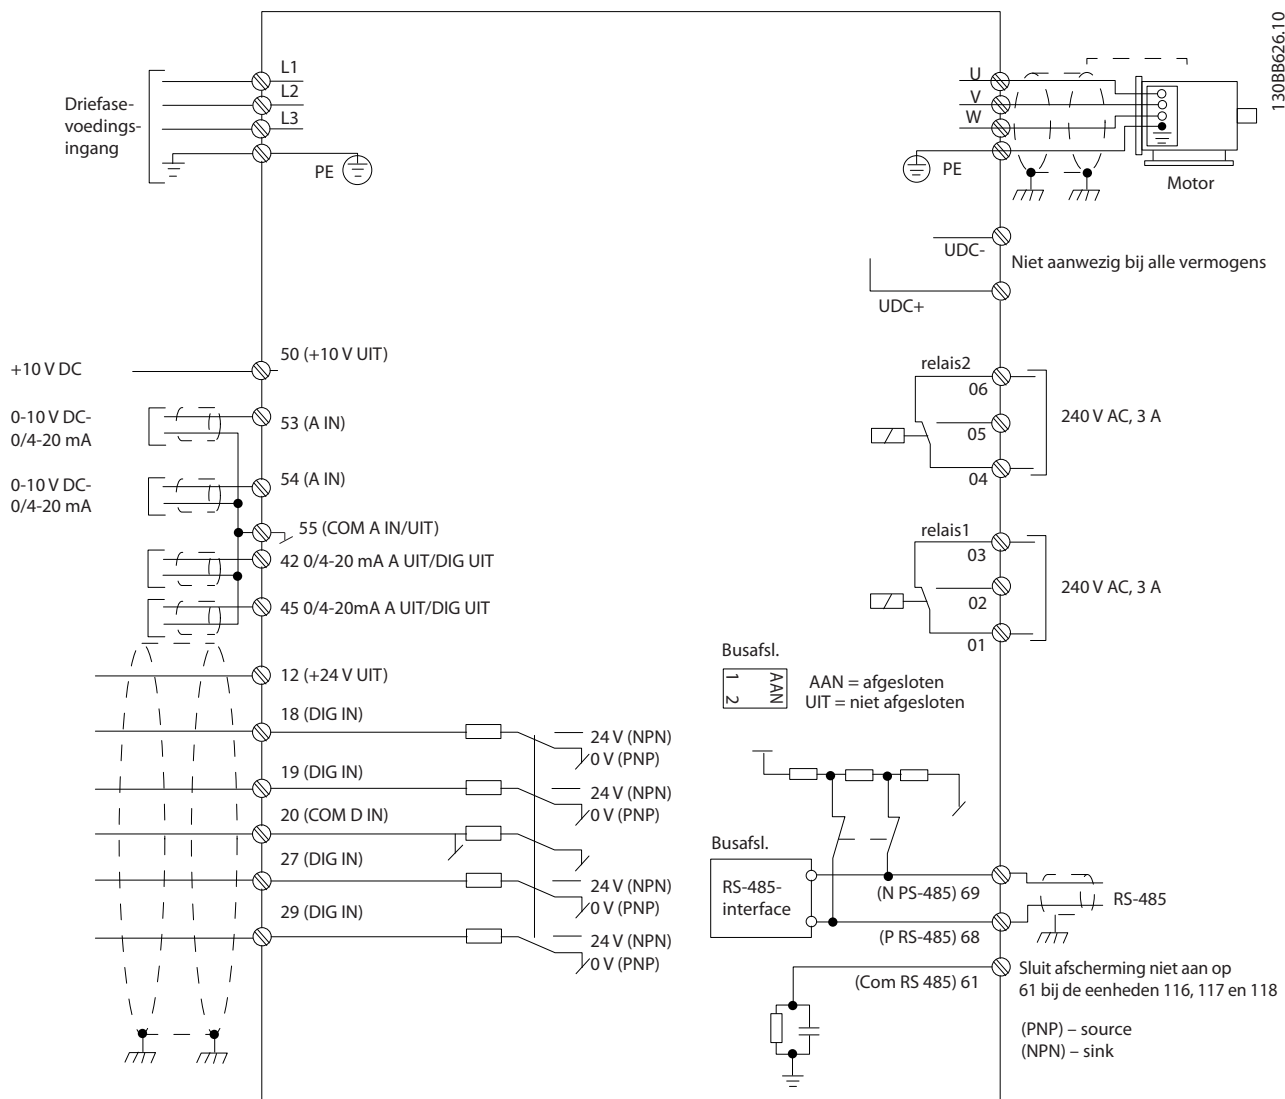 130BB626.10
Driefase-
voedings-
ingang
L1
L2
L3
PE
U
V
W
PE
Motor
UDC-
Niet aanwezig bij alle vermogens
UDC+
+10 V DC
50 (+10 V UIT)
0-10 V DC-
0/4-20 mA
53 (A IN)
0-10 V DC-
0/4-20 mA
54 (A IN)
55 (COM A IN/UIT)
42 0/4-20 mA A UIT/DIG UIT
45 0/4-20mA A UIT/DIG UIT
12 (+24 V UIT)
18 (DIG IN)
24 V (NPN)
0 V (PNP)
19 (DIG IN)
24 V (NPN)
0 V (PNP)
20 (COM D IN)
27 (DIG IN)
24 V (NPN)
0 V (PNP)
29 (DIG IN)
24 V (NPN)
0 V (PNP)
relais2
06
05
04
240 V AC, 3 A
relais1
03
02
01
240 V AC, 3 A
Busafsl.
1
2
AAN
AAN = afgesloten
UIT = niet afgesloten
Busafsl.
RS-485-
interface
(N PS-485) 69
RS-485
(P RS-485) 68
(Com RS 485) 61
Sluit afscherming niet aan op
61 bij de eenheden 116, 117 en 118
(PNP) – source
(NPN) – sink